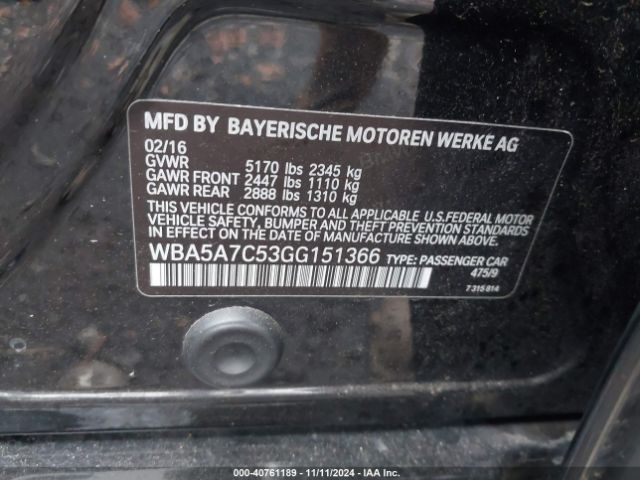 MFD BY BAYERISCHE MOTOREN WERKE AG
02/16
GVWR 5170 lbs 2345 kg
GAWR FRONT 2447 lbs 1110 kg
GAWR REAR 2888 lbs 1310 kg
THIS VEHICLE CONFORMS TO ALL APPLICABLE U.S.FEDERAL MOTOR
VEHICLE SAFETY, BUMPER, AND THEFT PREVENTION STANDARDS
IN EFFECT ON THE DATE OF MANUFACTURE SHOWN ABOVE.
WBA5A7C53GG151366 TYPE: PASSENGER CAR
475/9
7 315 814
000-40761189 - 11/11/2024 - IAA Inc.